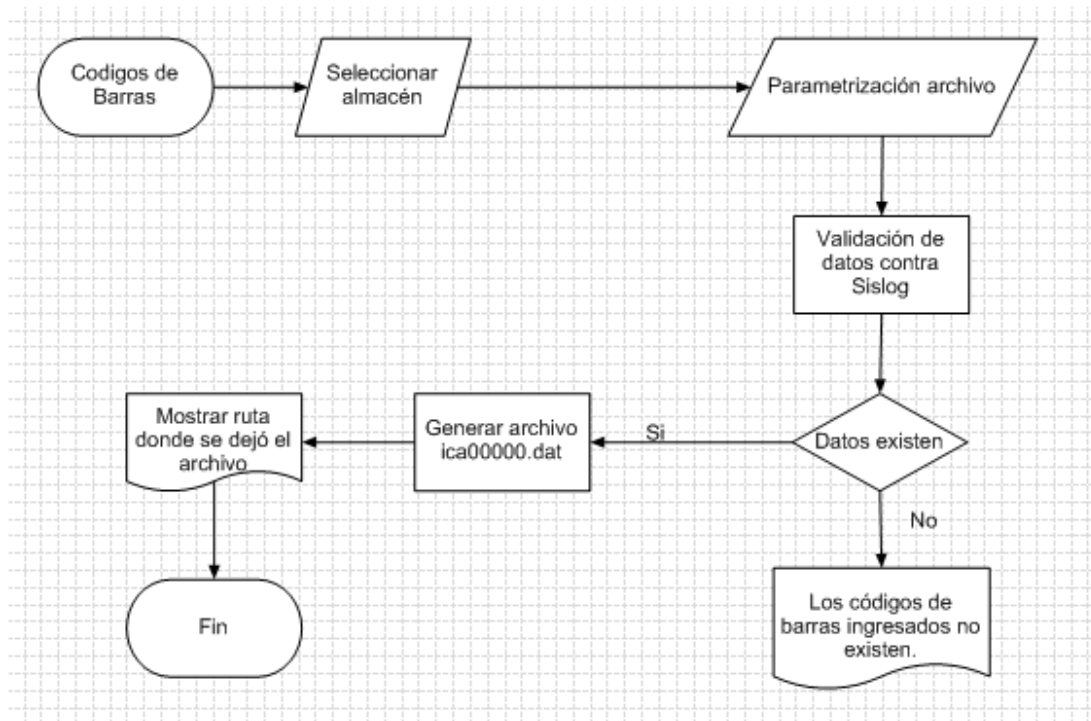 Codigos de
Barras
Seleccionar
almacén
Parametrización archivo
Validación de
datos contra
Sislog
Datos existen
Si
Generar archivo
ica00000.dat
Mostrar ruta
donde se dejó el
archivo
Fin
No
Los códigos de
barras ingresados no
existen.